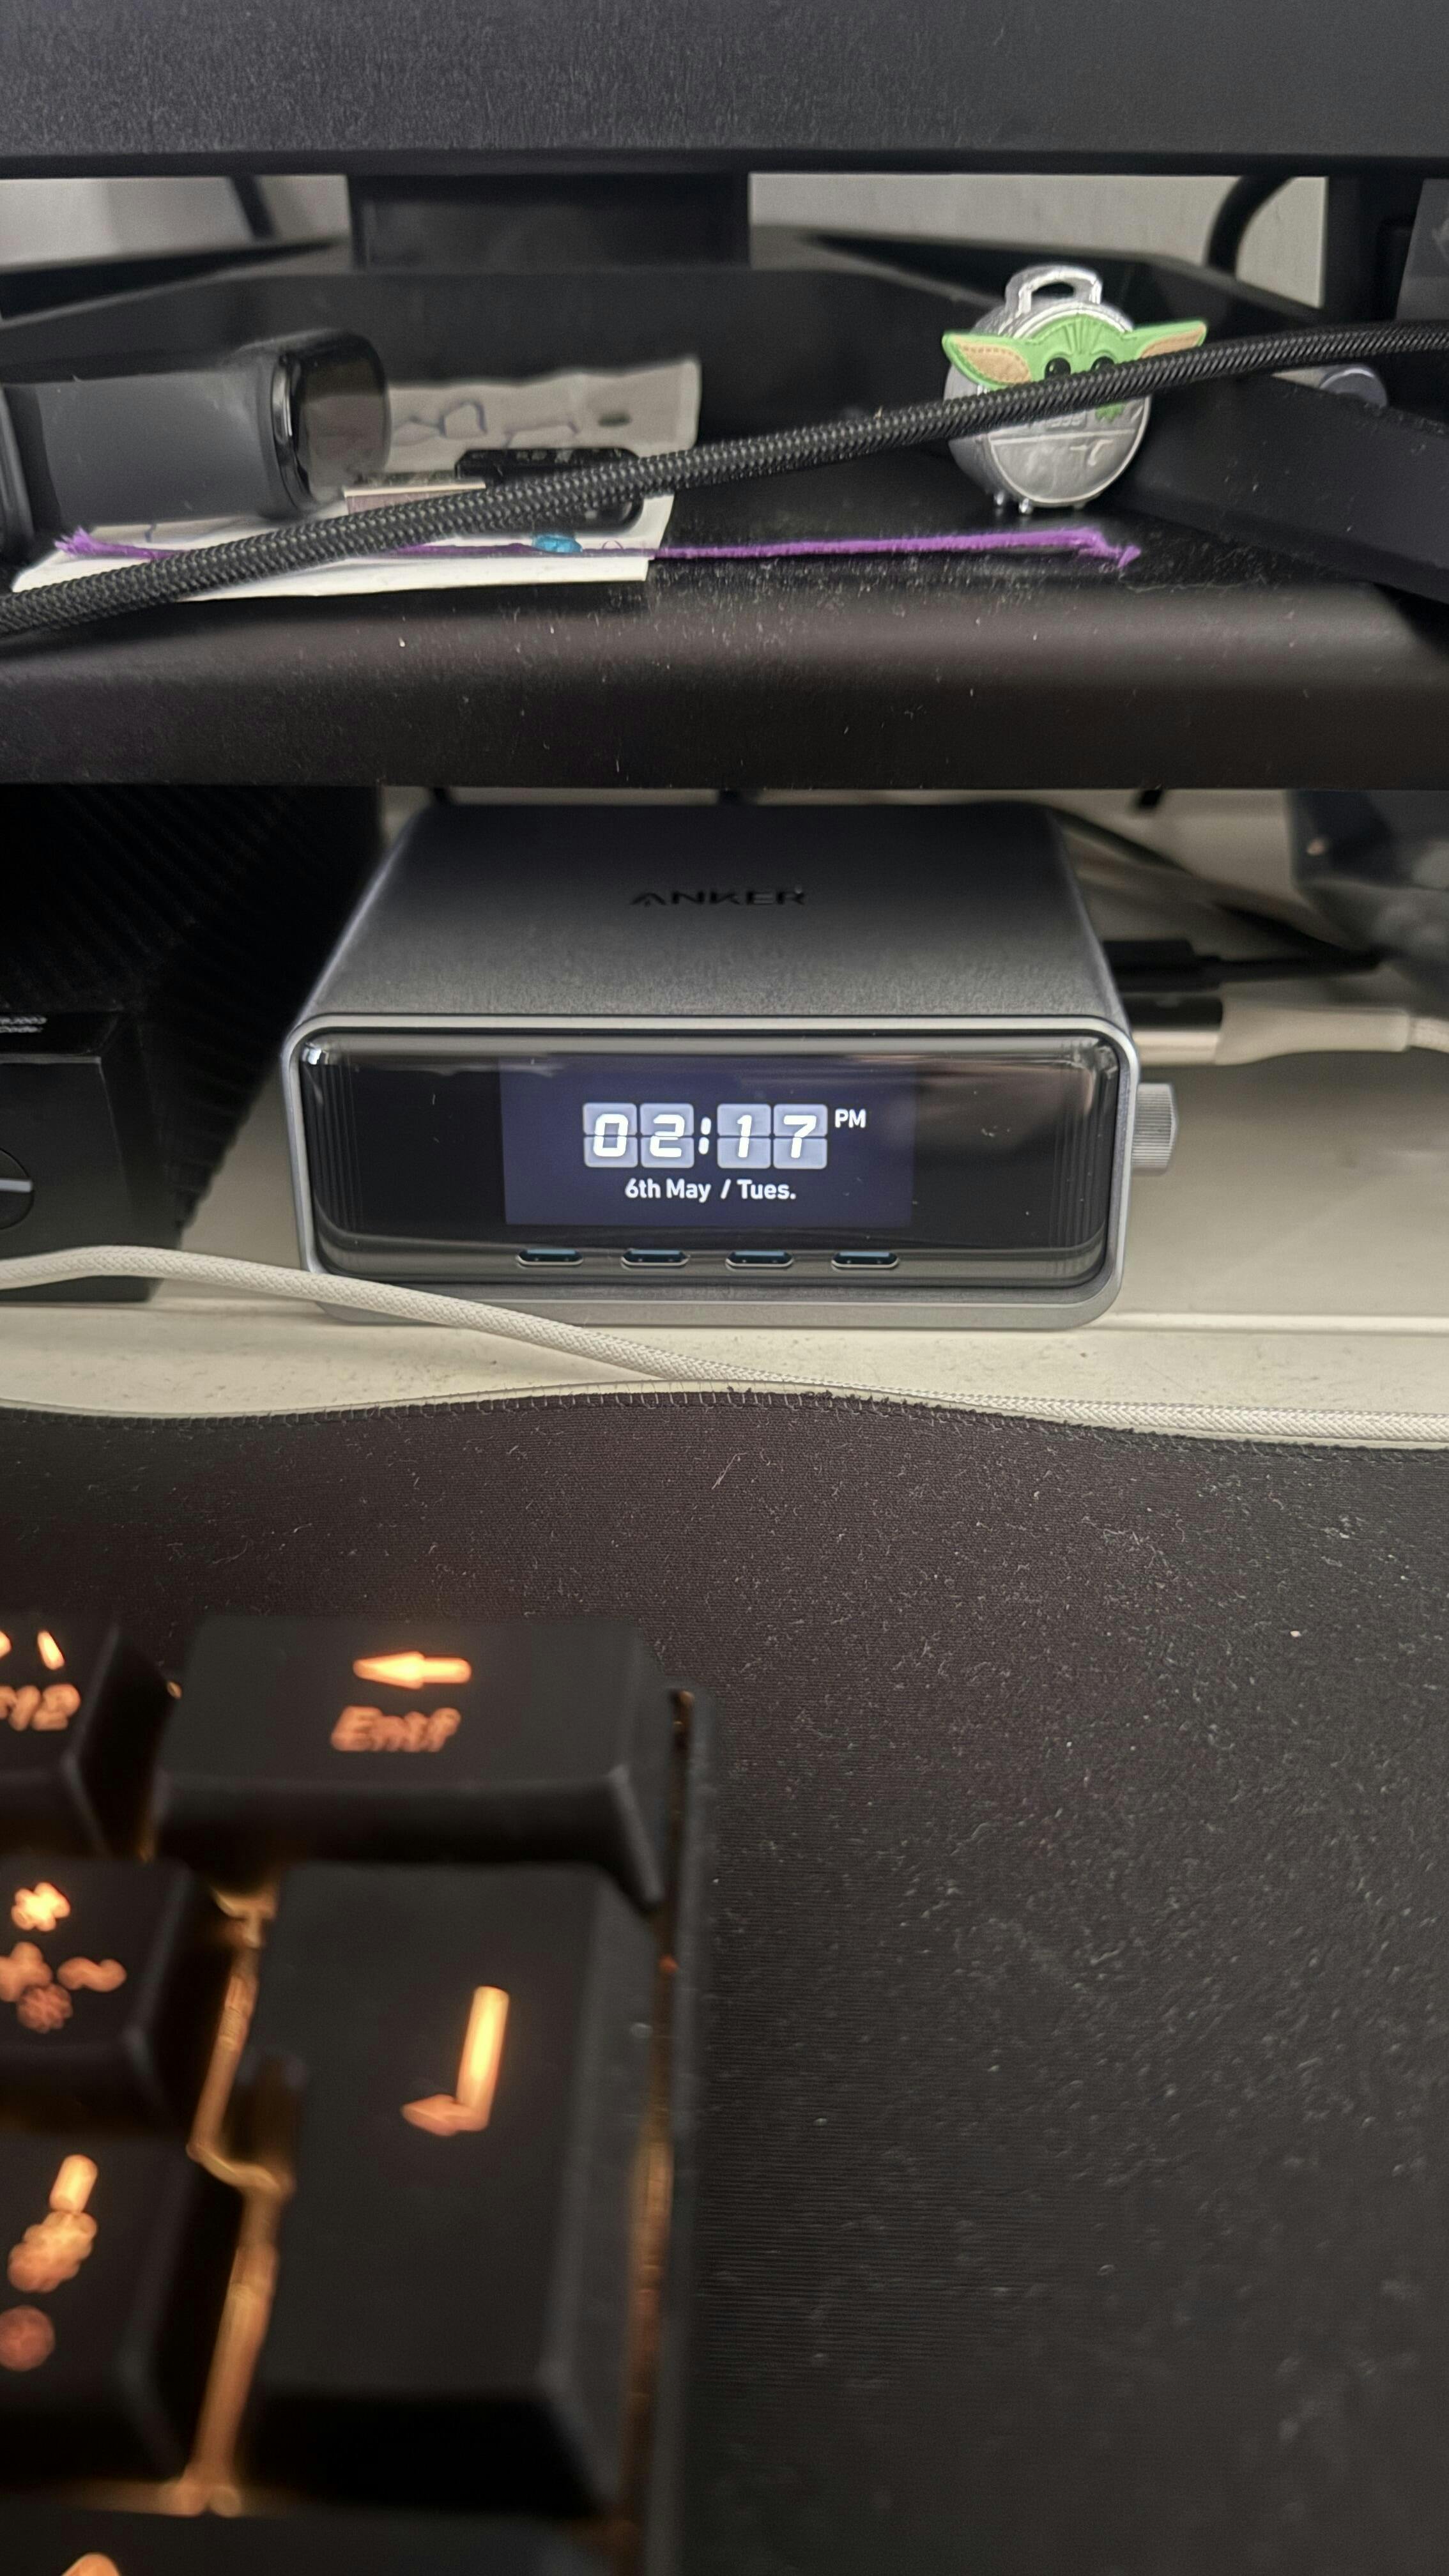 ANKER
02:17 PM
6th May / Tues.
Entf